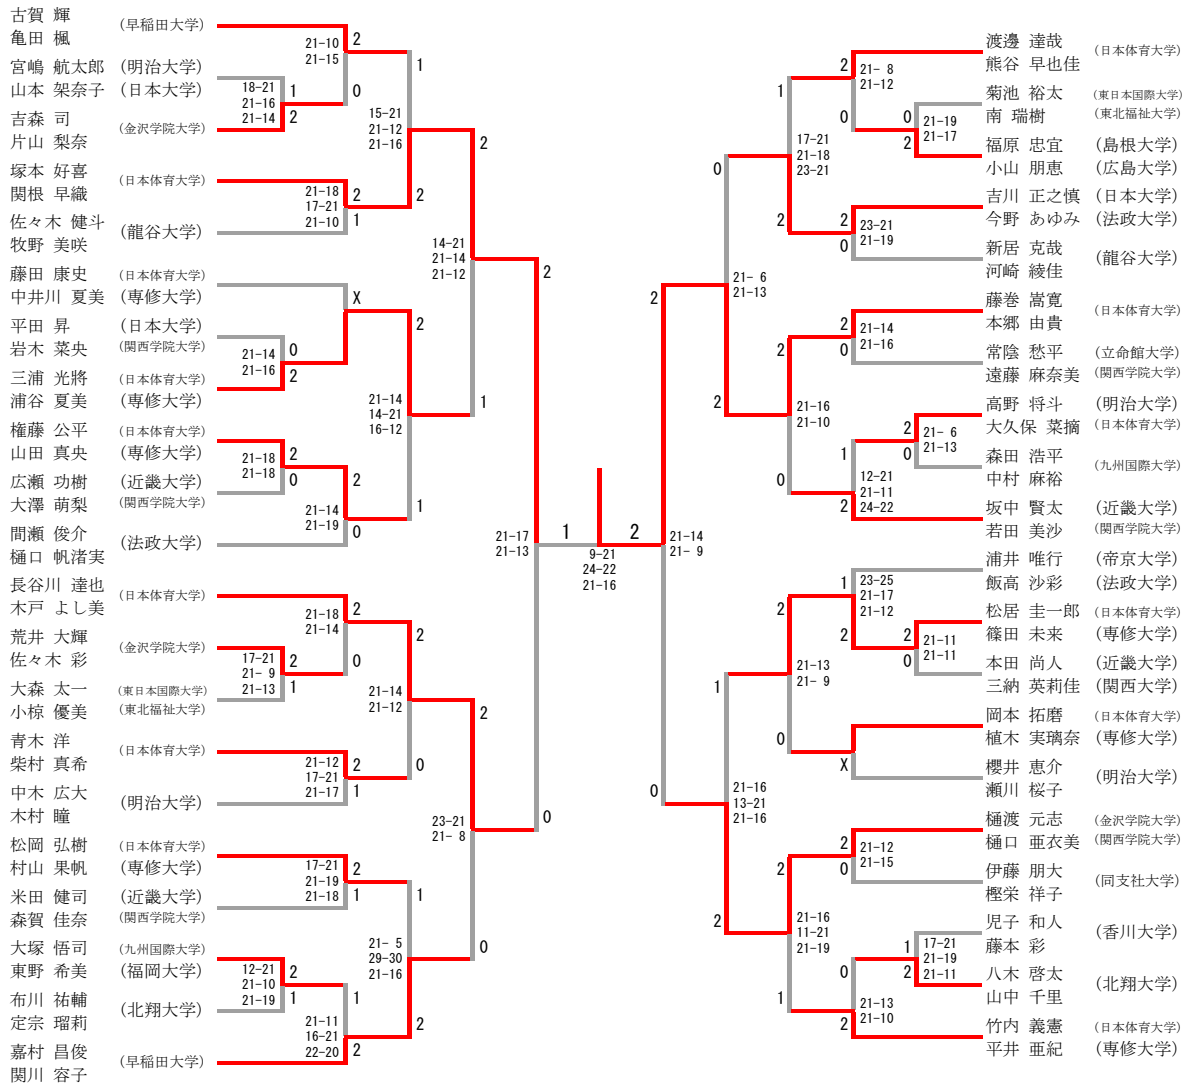 古賀 輝
亀田 楓
(早稲田大学)
宮嶋 航太郎 (明治大学)
山本 架奈子 (日本大学)
吉森 司
片山 梨奈
(金沢学院大学)
塚本 好喜
関根 早織
(日本体育大学)
佐々木 健斗
牧野 美咲
(龍谷大学)
藤田 康史 (日本体育大学)
中井川 夏美 (専修大学)
平田 昇 (日本大学)
岩木 菜央 (関西学院大学)
三浦 光將 (日本体育大学)
浦谷 夏美 (専修大学)
権藤 公平 (日本体育大学)
山田 真央 (専修大学)
広瀬 功樹 (近畿大学)
大澤 萌梨 (関西学院大学)
間瀬 俊介
樋口 帆渚実
(法政大学)
長谷川 達也
木戸 よし美
(日本体育大学)
荒井 大輝
佐々木 彩
(金沢学院大学)
大森 太一 (東日本国際大学)
小椋 優美 (東北福祉大学)
青木 洋
柴村 真希
(日本体育大学)
中木 広大
木村 瞳
(明治大学)
松岡 弘樹 (日本体育大学)
村山 果帆 (専修大学)
米田 健司 (近畿大学)
森賀 佳奈 (関西学院大学)
大塚 悟司 (九州国際大学)
東野 希美 (福岡大学)
布川 祐輔
定宗 瑠莉
(北翔大学)
嘉村 昌俊
関川 容子
(早稲田大学)
21-10
21-15
2
0
18-21
21-16
21-14
1
2
15-21
21-12
21-16
1
2
21-18
17-21
21-10
2
1
14-21
21-14
21-12
2
1
X
21-14
21-16
0
2
21-14
14-21
16-12
2
1
21-18
21-18
2
0
21-14
21-19
2
0
21-17
21-13
2
0
21-18
21-14
2
0
17-21
21- 9
21-13
2
1
21-14
21-12
2
0
21-12
17-21
21-17
2
1
23-21
21- 8
2
0
17-21
21-19
21-18
2
1
21- 5
29-30
21-16
1
2
12-21
21-10
21-19
2
1
21-11
16-21
22-20
1
2
1
2
9-21
24-22
21-16
渡邊 達哉
熊谷 早也佳
(日本体育大学)
菊池 裕太 (東日本国際大学)
南 瑞樹 (東北福祉大学)
福原 忠宜 (島根大学)
小山 朋恵 (広島大学)
吉川 正之慎 (日本大学)
今野 あゆみ (法政大学)
新居 克哉
河崎 綾佳
(龍谷大学)
藤巻 嵩寛
本郷 由貴
(日本体育大学)
常陰 愁平 (立命館大学)
遠藤 麻奈美 (関西学院大学)
高野 将斗 (明治大学)
大久保 菜摘 (日本体育大学)
森田 浩平
中村 麻裕
(九州国際大学)
坂中 賢太 (近畿大学)
若田 美沙 (関西学院大学)
浦井 唯行 (帝京大学)
飯高 沙彩 (法政大学)
松居 圭一郎 (日本体育大学)
篠田 未来 (専修大学)
本田 尚人 (近畿大学)
三納 英莉佳 (関西大学)
岡本 拓磨 (日本体育大学)
植木 実璃奈 (専修大学)
櫻井 恵介
瀬川 桜子
(明治大学)
樋渡 元志 (金沢学院大学)
樋口 亜衣美 (関西学院大学)
伊藤 朋大
樫栄 祥子
(同支社大学)
児子 和人
藤本 彩
(香川大学)
八木 啓太
山中 千里
(北翔大学)
竹内 義憲 (日本体育大学)
平井 亜紀 (専修大学)
2
0
21- 8
21-12
0
2
21-19
21-17
1
2
17-21
21-18
23-21
2
0
23-21
21-19
0
2
21- 6
21-13
2
0
21-14
21-16
2
0
21-16
21-10
2
0
21- 6
21-13
1
2
12-21
21-11
24-22
2
0
21-14
21- 9
1
2
23-25
21-17
21-12
2
0
21-11
21-11
2
0
21-13
21- 9
X
1
2
21-16
13-21
21-16
2
0
21-12
21-15
2
1
21-16
11-21
21-19
1
2
17-21
21-19
21-11
0
2
21-13
21-10